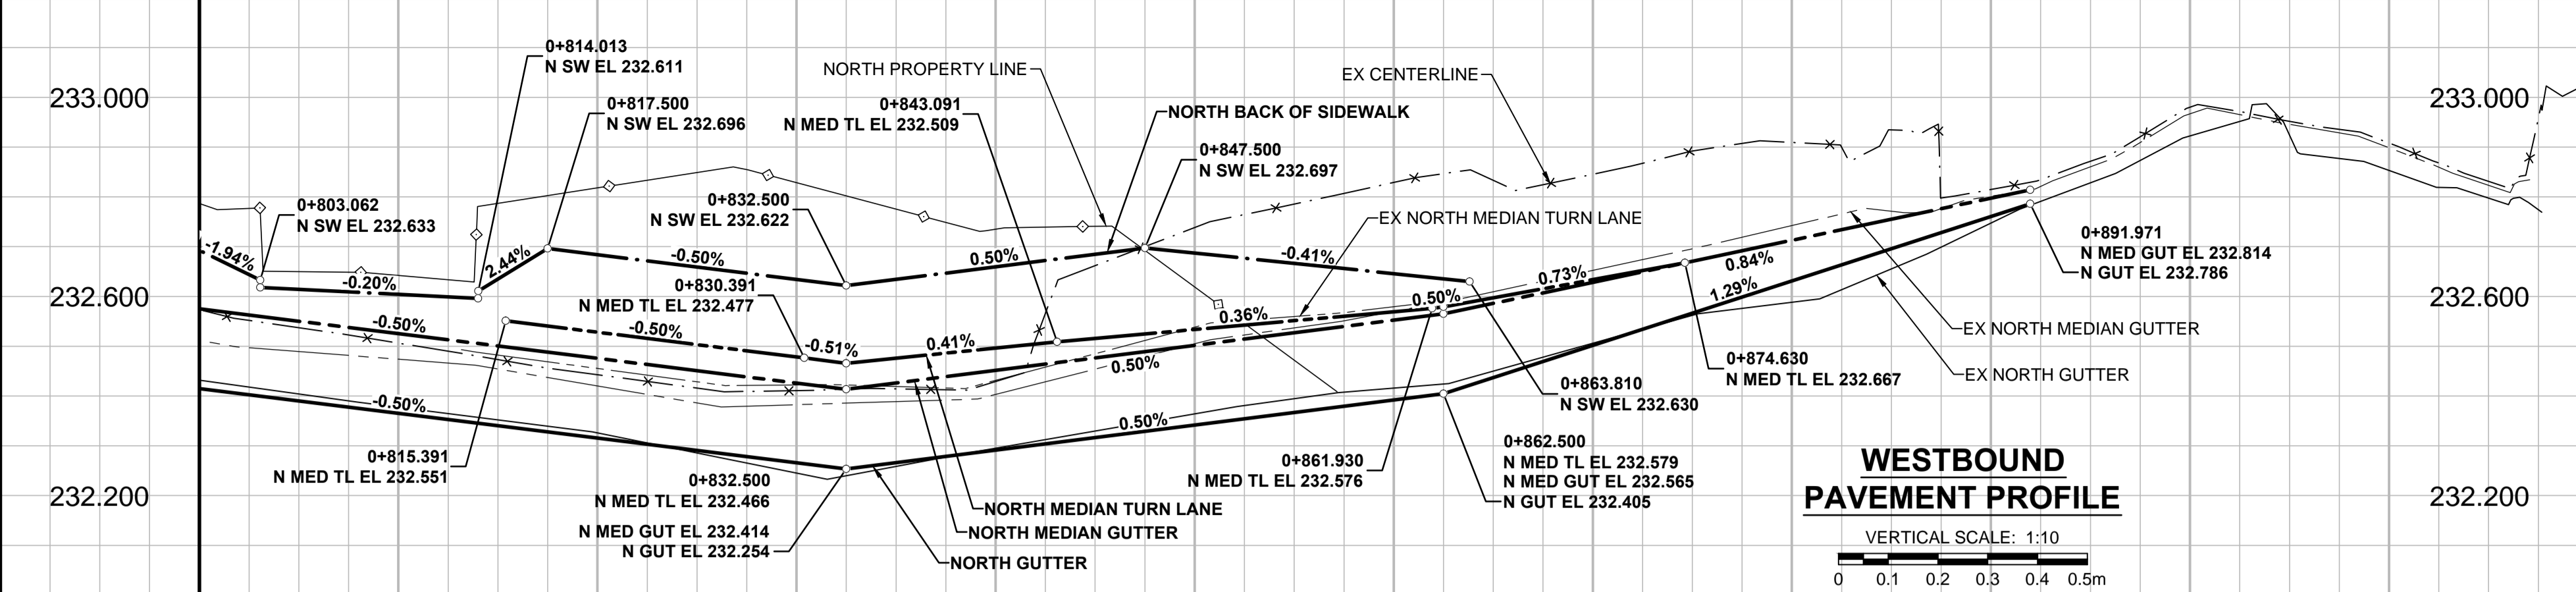 0+814.013
N SW EL 232.611
NORTH PROPERTY LINE
EX CENTERLINE
233.000
233.000
0+817.500
N SW EL 232.696
0+843.091
N MED TL EL 232.509
NORTH BACK OF SIDEWALK
0+847.500
N SW EL 232.697
0+803.062
N SW EL 232.633
0+832.500
N SW EL 232.622
EX NORTH MEDIAN TURN LANE
-1.94%
2.44%
-0.50%
0.50%
-0.41%
0+891.971
N MED GUT EL 232.814
N GUT EL 232.786
-0.20%
0+830.391
N MED TL EL 232.477
0.73%
0.84%
1.29%
232.600
232.600
-0.50%
-0.50%
-0.51%
0.41%
0.36%
0.50%
0.50%
EX NORTH MEDIAN GUTTER
0+874.630
N MED TL EL 232.667
EX NORTH GUTTER
0+863.810
N SW EL 232.630
-0.50%
0.50%
0+815.391
N MED TL EL 232.551
0+832.500
N MED TL EL 232.466
N MED GUT EL 232.414
N GUT EL 232.254
0+861.930
N MED TL EL 232.576
0+862.500
N MED TL EL 232.579
N MED GUT EL 232.565
N GUT EL 232.405
232.200
232.200
NORTH MEDIAN TURN LANE
NORTH MEDIAN GUTTER
NORTH GUTTER
WESTBOUND
PAVEMENT PROFILE
VERTICAL SCALE: 1:10
0 0.1 0.2 0.3 0.4 0.5m